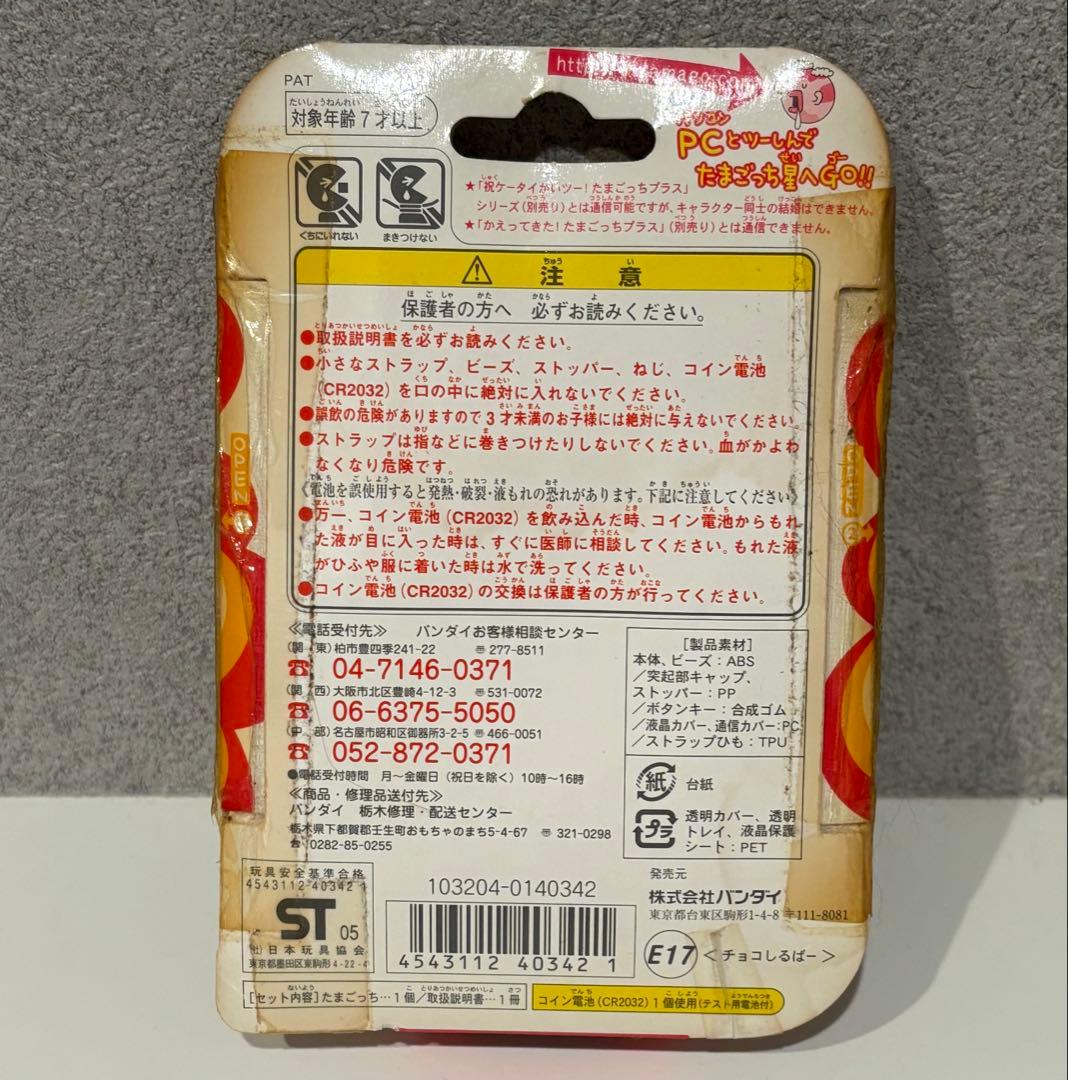 PAT
対象年齢7才以上
くちにいれない
まきつけない
PCとツーしんで
たまごっち星へGO!!
★「祝ケータイかいツー!たまごっちプラス」
シリーズ(別売り)とは通信可能ですが、キャラクター同士の結婚はできません。
★「かえってきた!たまごっちプラス」(別売り)とは通信できません。
注意
保護者の方へ 必ずお読みください。
●取扱説明書を必ずお読みください。
●小さなストラップ、ビーズ、ストッパー、ねじ、コイン電池
(CR2032)を口の中に絶対に入れないでください。
●誤飲の危険がありますので3才未満のお子様には絶対に与えないでください。
●ストラップは指などに巻きつけたりしないでください。血がかよわ
なくなり危険です。
《電池を誤使用すると発熱・破裂・液もれの恐れがあります。下記に注意してください》
●万一、コイン電池(CR2032)を飲み込んだ時、コイン電池からもれ
た液が目に入った時は、すぐに医師に相談してください。もれた液
がひふや服に着いた時は水で洗ってください。
●コイン電池(CR2032)の交換は保護者の方が行ってください。
OPEN
OPEN
2
≪電話受付先≫ バンダイお客様相談センター
(関 東)柏市豊四季241-22 〒277-8511
☎ 04-7146-0371
(関 西)大阪市北区豊崎4-12-3 〒531-0072
☎ 06-6375-5050
(中 部)名古屋市昭和区御器所3-2-5 〒466-0051
☎ 052-872-0371
●電話受付時間 月〜金曜日(祝日を除く)10時〜16時
≪商品・修理品送付先≫
バンダイ 栃木修理・配送センター
栃木県下都賀郡壬生町おもちゃのまち5-4-67 〒321-0298
☎0282-85-0255
[製品素材]
本体、ビーズ:ABS
/突起部キャップ、
ストッパー:PP
/ボタンキー:合成ゴム
/液晶カバー、通信カバー:PC
/ストラップひも:TPU
紙 台紙
プラ 透明カバー、透明
トレイ、液晶保護
シート:PET
発売元
株式会社バンダイ
東京都台東区駒形1-4-8 〒111-8081
玩具安全基準合格
4543112 40342 1
ST 05
(社)日本玩具協会
東京都墨田区東駒形4-22-4
103204-0140342
4543112 403421
E17 <チョコしるばー>
[セット内容]たまごっち…1個/取扱説明書…1冊
コイン電池(CR2032)1個使用(テスト用電池付)